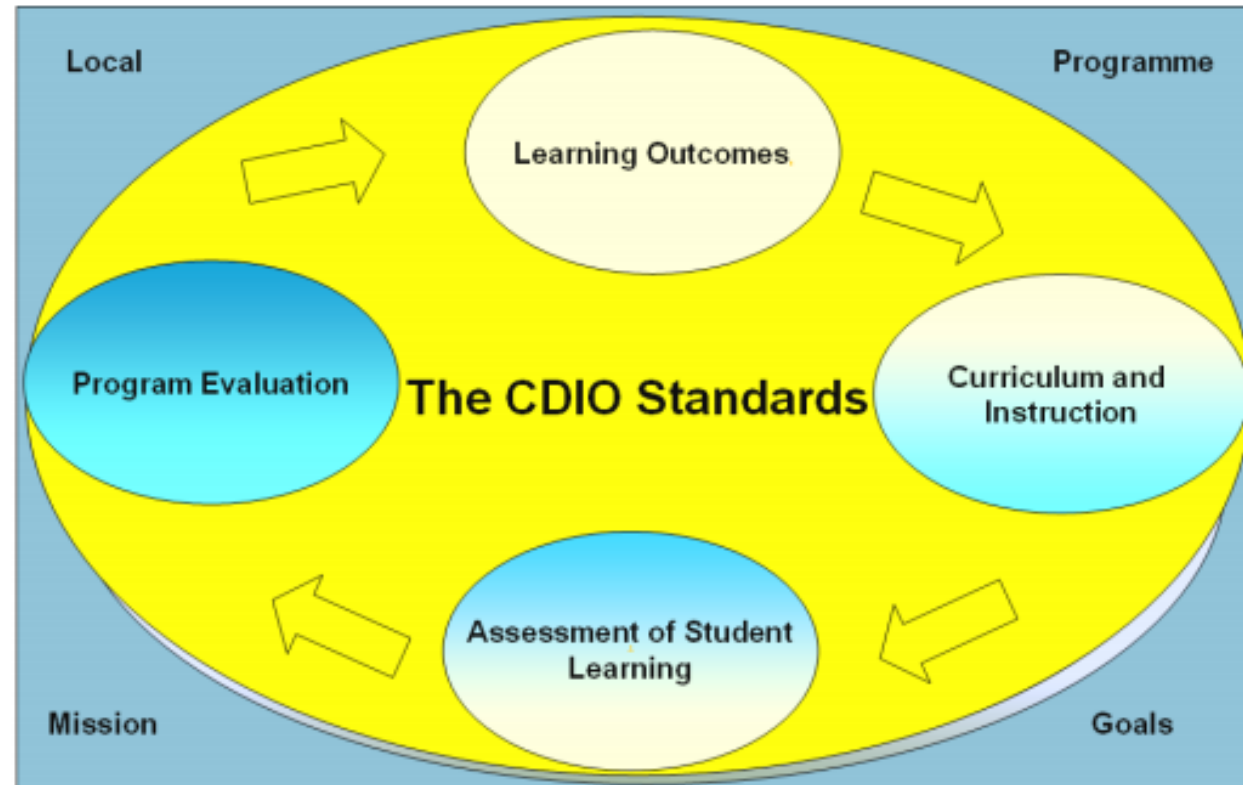 Local
Programme
Learning Outcomes
Program Evaluation
The CDIO Standards
Curriculum and
Instruction
Assessment of Student
Learning
Mission
Goals